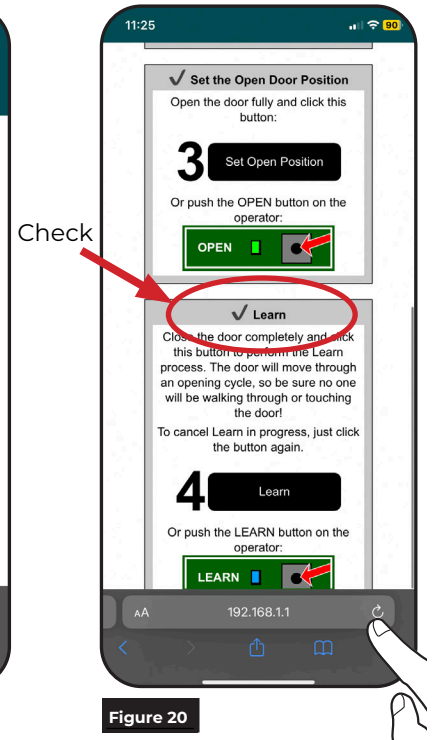 11:25
90
✓ Set the Open Door Position
Open the door fully and click this
button:
3
Set Open Position
Or push the OPEN button on the
operator:
OPEN
Check
✓ Learn
Close the door completely and click
this button to perform the Learn
process. The door will move through
an opening cycle, so be sure no one
will be walking through or touching
the door!
To cancel Learn in progress, just click
the button again.
4
Learn
Or push the LEARN button on the
operator:
LEARN
AA
192.168.1.1
Figure 20